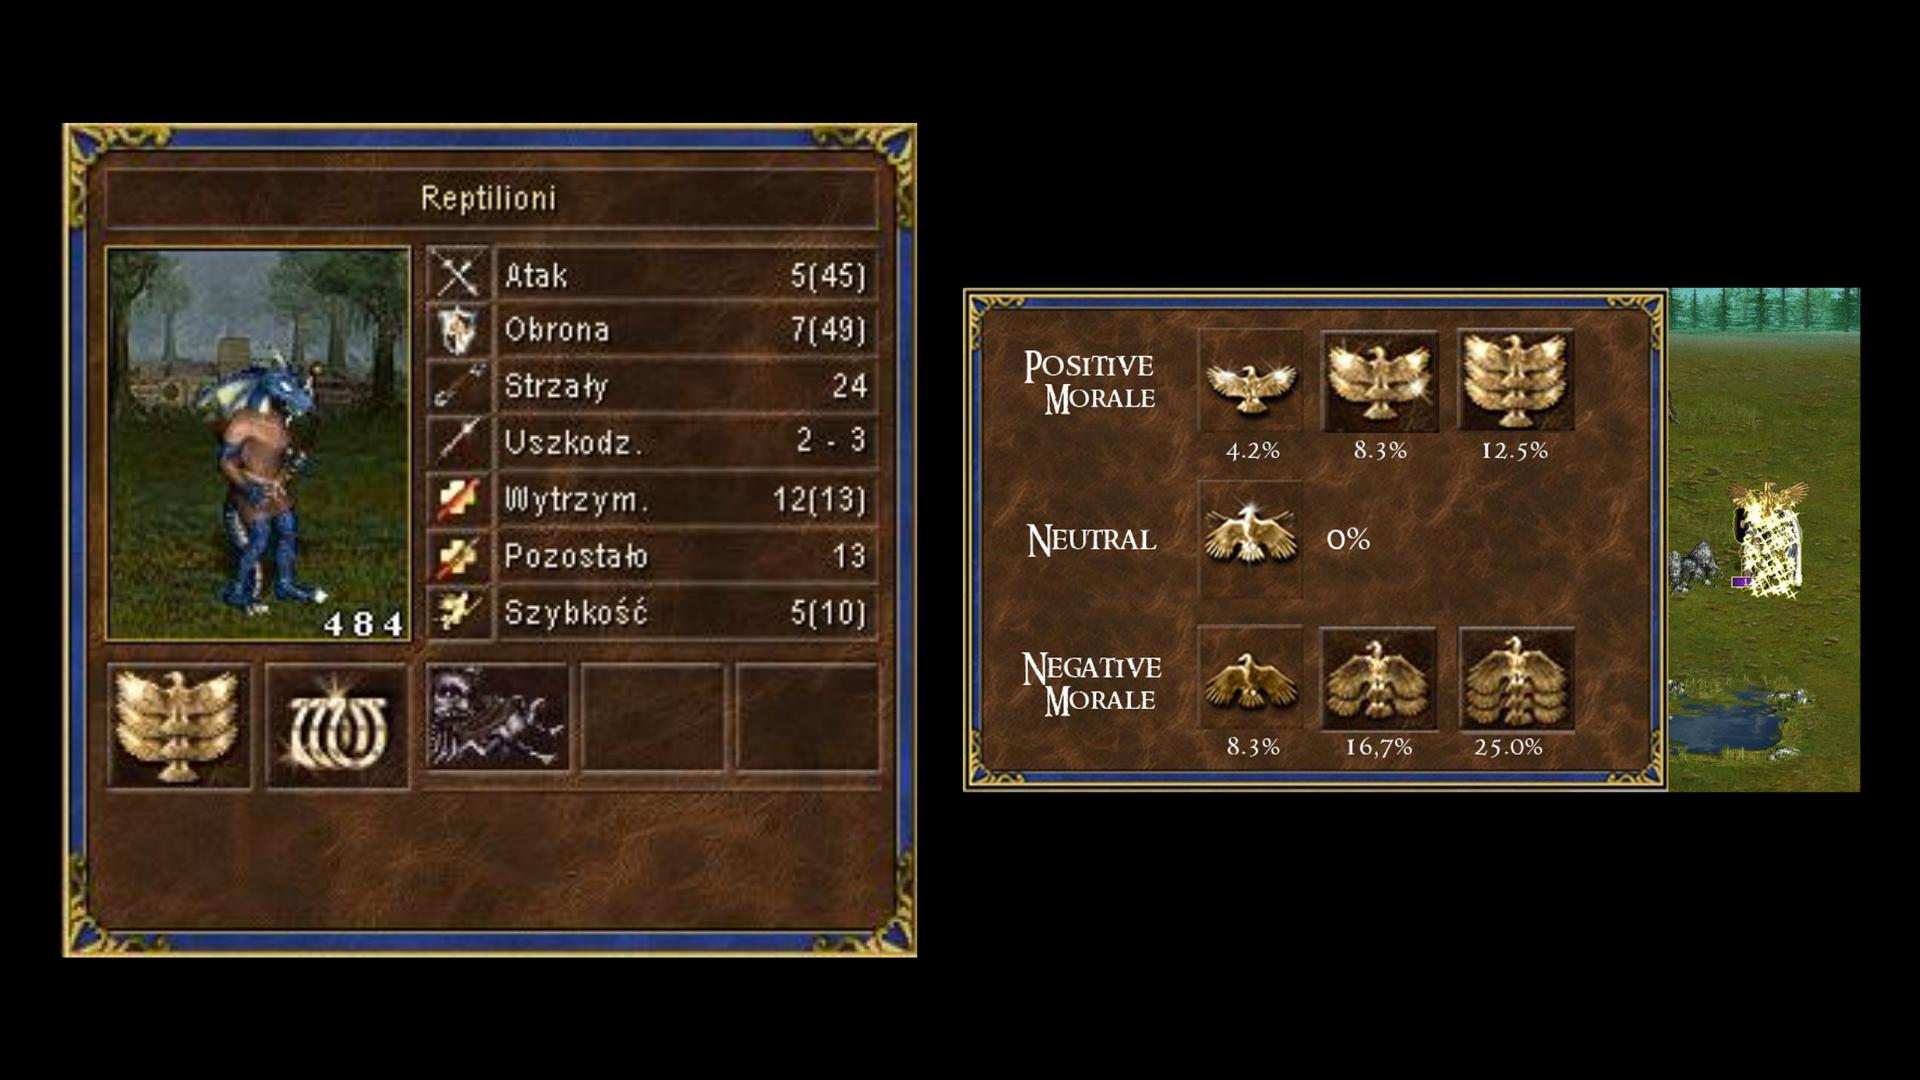 Reptilioni
Atak 5(45)
Obrona 7(49)
Strzały 24
Uszkodz. 2 - 3
Wytrzym. 12(13)
Pozostało 13
Szybkość 5(10)
484
POSITIVE
MORALE
4.2% 8.3% 12.5%
NEUTRAL 0%
NEGATIVE
MORALE
8.3% 16,7% 25.0%